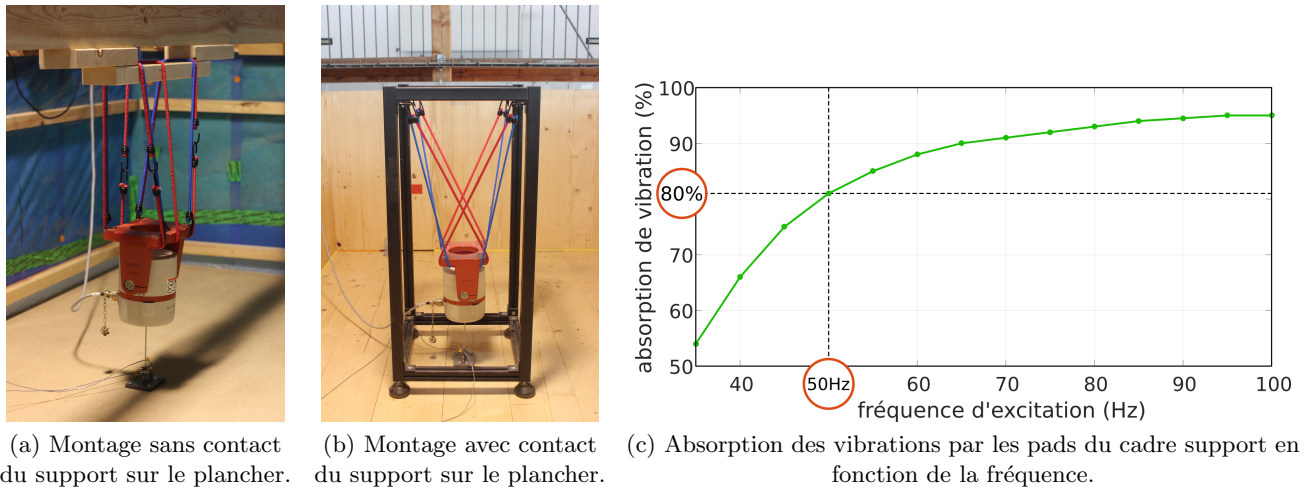 100
90
80%
70
60
50
absorption de vibration (%)
40
50Hz
60
70
80
90
100
fréquence d'excitation (Hz)
(a) Montage sans contact
du support sur le plancher.
(b) Montage avec contact
du support sur le plancher.
(c) Absorption des vibrations par les pads du cadre support en
fonction de la fréquence.